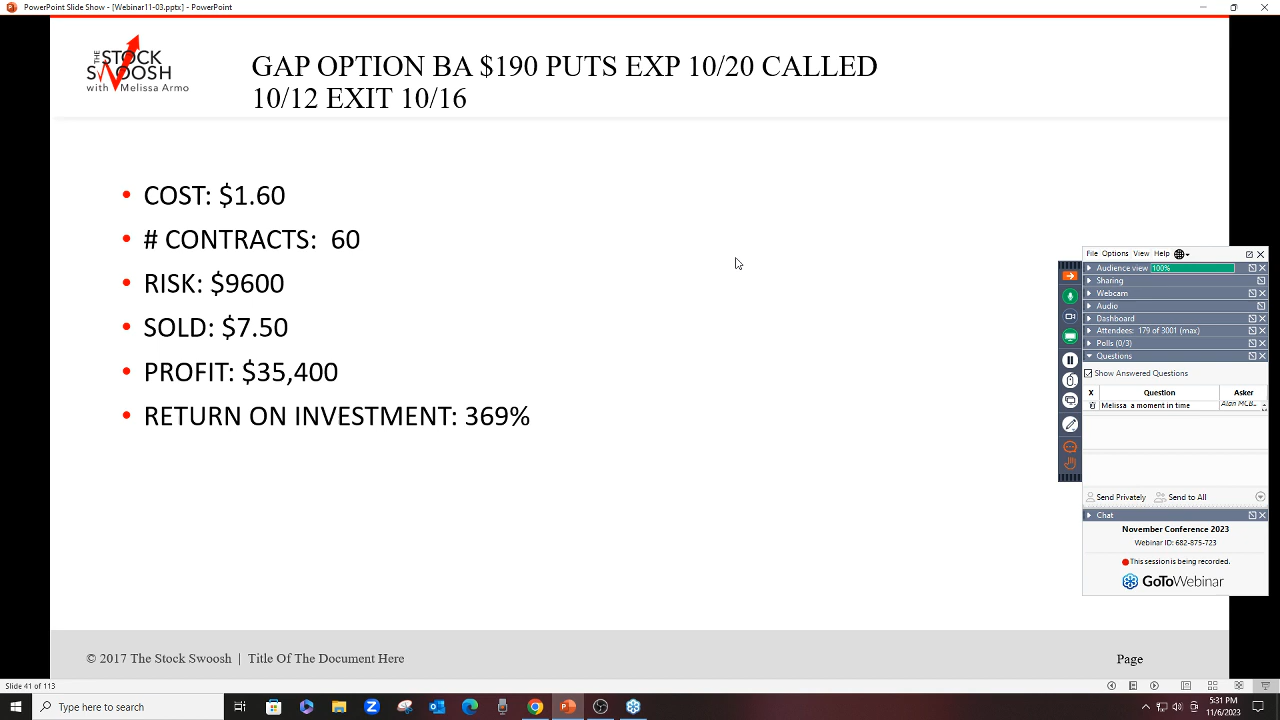 PowerPoint Slide Show - [Webinar11-03.pptx] - PowerPoint
THE
STOCK
SWOOSH
with Melissa Armo
GAP OPTION BA $190 PUTS EXP 10/20 CALLED
10/12 EXIT 10/16
• COST: $1.60
• # CONTRACTS: 60
• RISK: $9600
• SOLD: $7.50
• PROFIT: $35,400
• RETURN ON INVESTMENT: 369%
File Options View Help
Audience view 100%
Sharing
Webcam
Audio
Dashboard
Attendees: 179 of 3001 (max)
Polls (0/3)
Questions
Show Answered Questions
X Question Asker
Melissa a moment in time Alan MCB...
Send Privately Send to All
Chat
November Conference 2023
Webinar ID: 682-875-723
This session is being recorded.
GoToWebinar
© 2017 The Stock Swoosh | Title Of The Document Here
Page
Slide 41 of 113
Type here to search
5:31 PM
11/6/2023